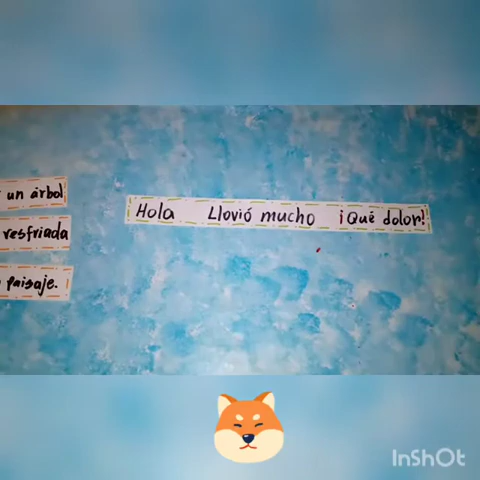 un árbol
resfriada
paisaje.
Hola Llovió mucho ¡Qué dolor!
InShOt